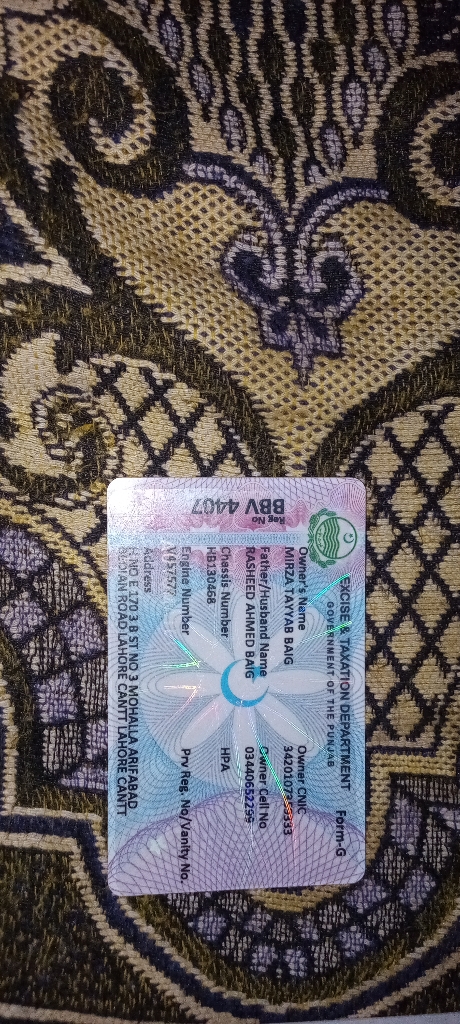 EXCISE & TAXATION DEPARTMENT
GOVERNMENT OF THE PUNJAB
Form-G
Reg No
BBV 4407
Owner's Name
MIRZA TAYYAB BAIG
Owner CNIC
Father/Husband Name
RASHEED AHMED BAIG
Owner Cell No
03440652299
Chassis Number
HB130468
HPA
Engine Number
Prv Reg. No/Vanity No.
Address
H NO E 170 3 B ST NO 3 MOHALLA ARIFABAD
ROAD LAHORE CANTT LAHORE CANTT